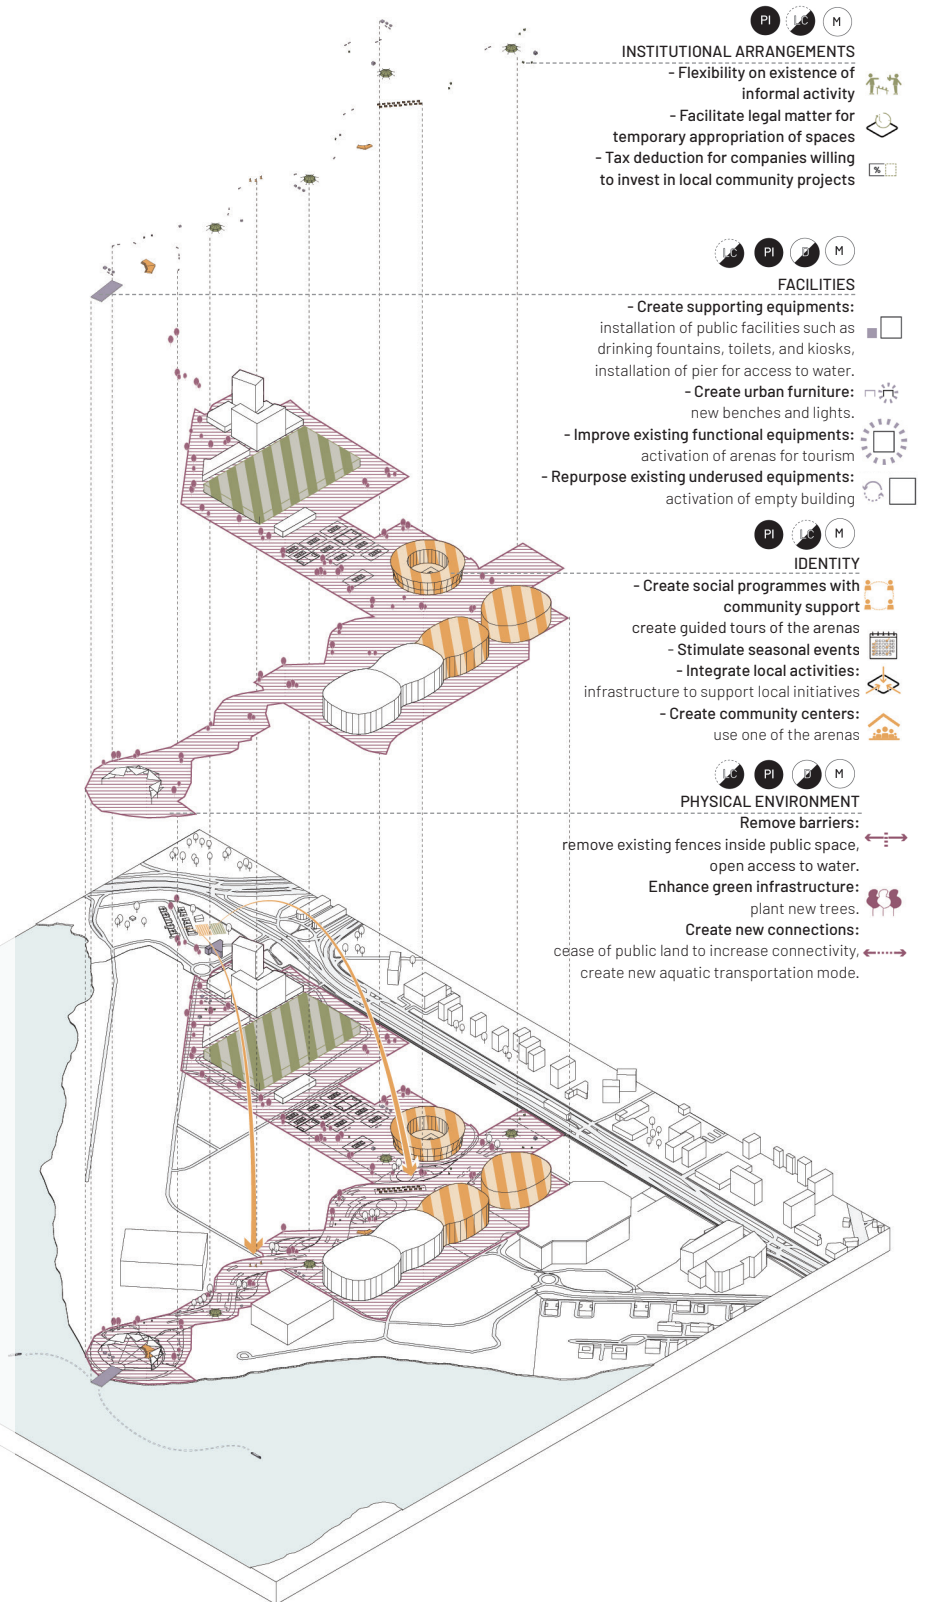 PI LC M
INSTITUTIONAL ARRANGEMENTS
- Flexibility on existence of
informal activity
- Facilitate legal matter for
temporary appropriation of spaces
- Tax deduction for companies willing
to invest in local community projects
%
LC PI D M
FACILITIES
- Create supporting equipments:
installation of public facilities such as
drinking fountains, toilets, and kiosks,
installation of pier for access to water.
- Create urban furniture:
new benches and lights.
- Improve existing functional equipments:
activation of arenas for tourism
- Repurpose existing underused equipments:
activation of empty building
PI LC M
IDENTITY
- Create social programmes with
community support
create guided tours of the arenas
- Stimulate seasonal events
- Integrate local activities:
infrastructure to support local initiatives
- Create community centers:
use one of the arenas
LC PI D M
PHYSICAL ENVIRONMENT
Remove barriers:
remove existing fences inside public space,
open access to water.
Enhance green infrastructure:
plant new trees.
Create new connections:
cease of public land to increase connectivity,
create new aquatic transportation mode.